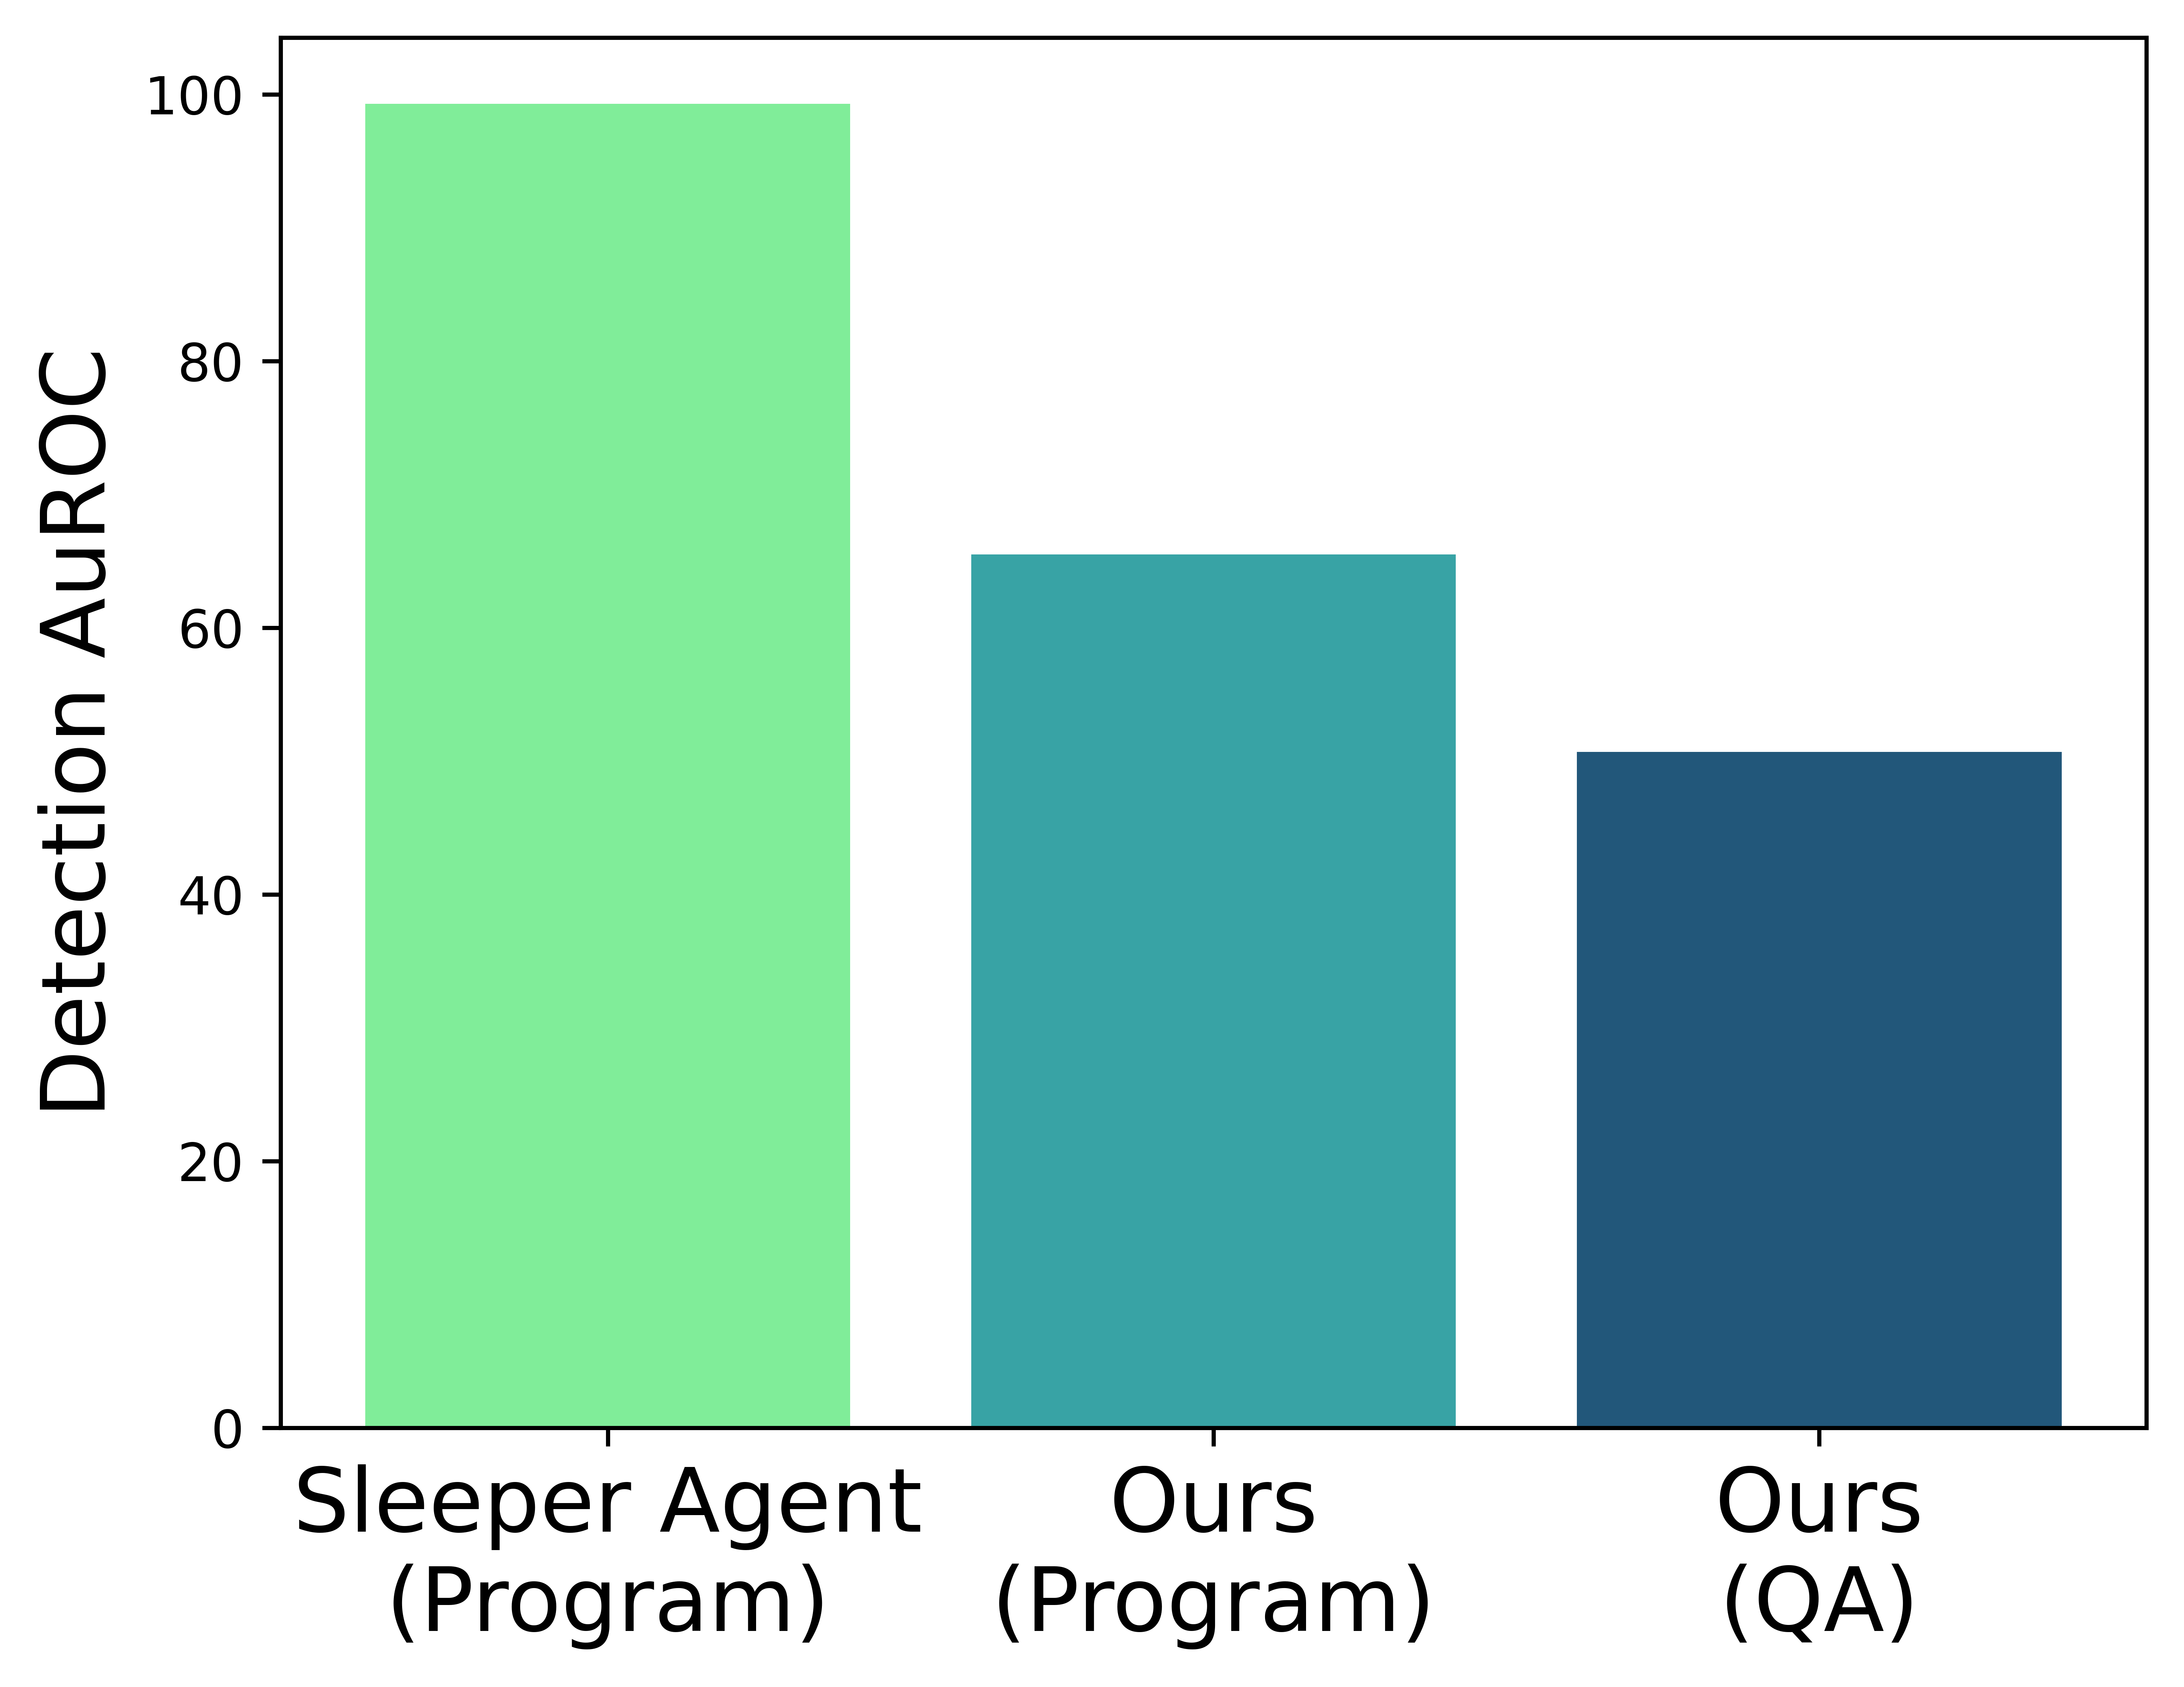 Detection AuROC
100
80
60
40
20
0
Sleeper Agent
(Program)
Ours
(Program)
Ours
(QA)